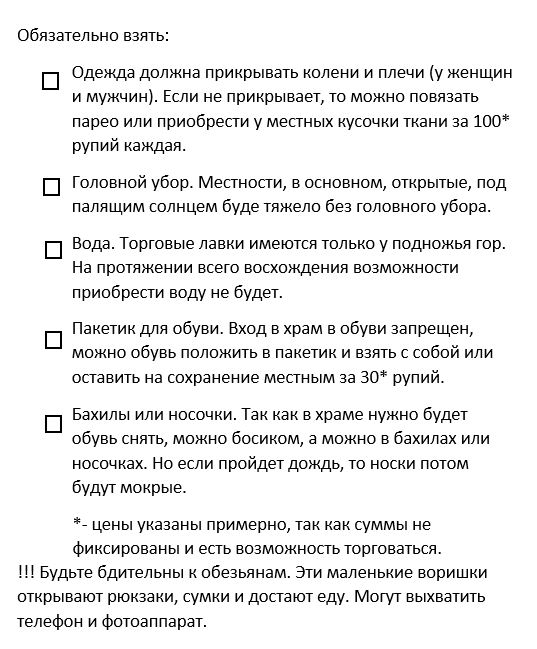 Обязательно взять:
Одежда должна прикрывать колени и плечи (у женщин
и мужчин). Если не прикрывает, то можно повязать
парео или приобрести у местных кусочки ткани за 100*
рупий каждая.
Головной убор. Местности, в основном, открытые, под
палящим солнцем буде тяжело без головного убора.
Вода. Торговые лавки имеются только у подножья гор.
На протяжении всего восхождения возможности
приобрести воду не будет.
Пакетик для обуви. Вход в храм в обуви запрещен,
можно обувь положить в пакетик и взять с собой или
оставить на сохранение местным за 30* рупий.
Бахилы или носочки. Так как в храме нужно будет
обувь снять, можно босиком, а можно в бахилах или
носочках. Но если пройдет дождь, то носки потом
будут мокрые.
*- цены указаны примерно, так как суммы не
фиксированы и есть возможность торговаться.
!!! Будьте бдительны к обезьянам. Эти маленькие воришки
открывают рюкзаки, сумки и достают еду. Могут выхватить
телефон и фотоаппарат.